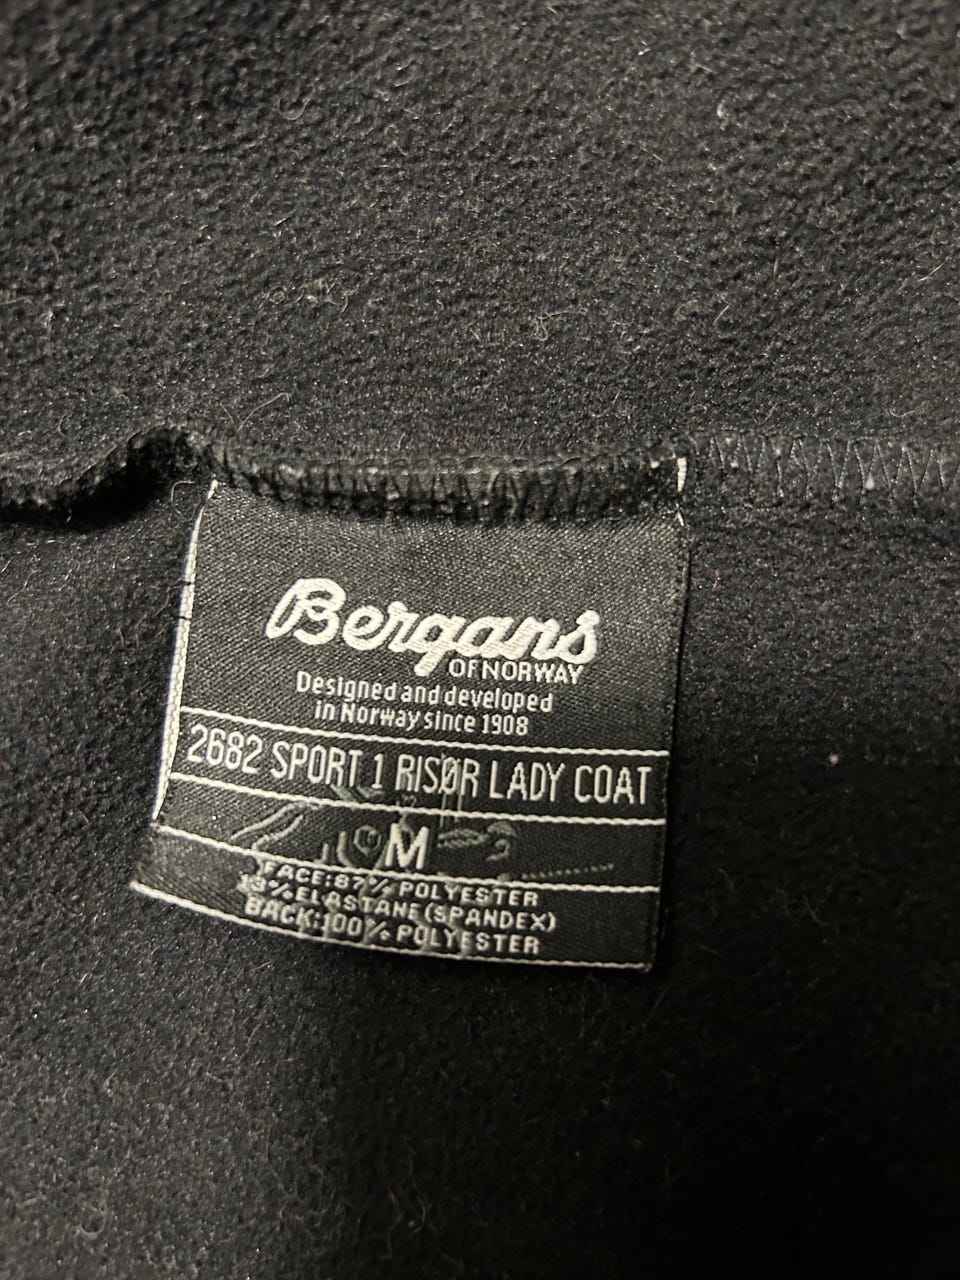 Bergans
OF NORWAY
Designed and developed
in Norway since 1908
2682 SPORT 1 RISØR LADY COAT
M
FACE:87% POLYESTER
13% ELASTANE (SPANDEX)
BACK:100% POLYESTER